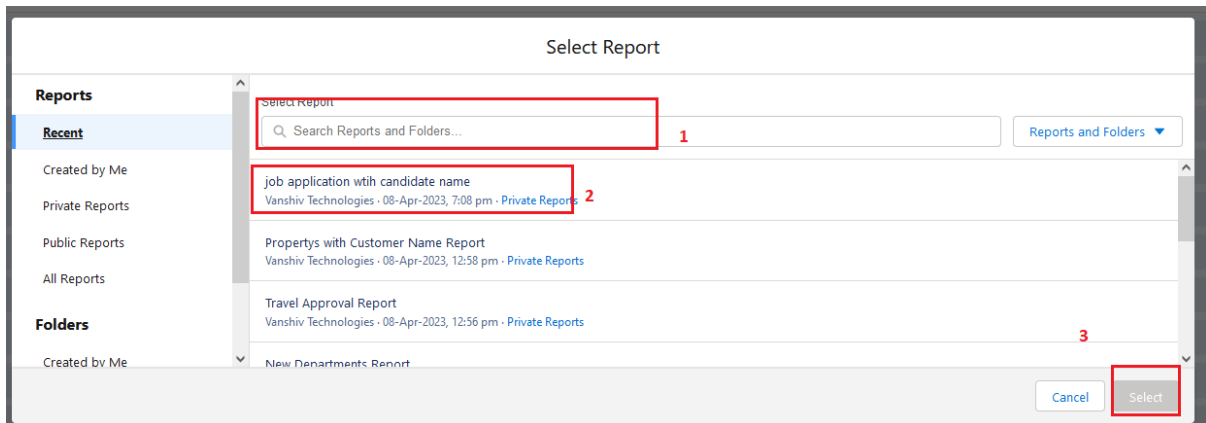 Select Report
Reports
Recent
Created by Me
Private Reports
Public Reports
All Reports
Folders
Created by Me
Select Report
Search Reports and Folders...
1
Reports and Folders
job application wtih candidate name
Vanshiv Technologies · 08-Apr-2023, 7:08 pm · Private Reports
2
Propertys with Customer Name Report
Vanshiv Technologies · 08-Apr-2023, 12:58 pm · Private Reports
Travel Approval Report
Vanshiv Technologies · 08-Apr-2023, 12:56 pm · Private Reports
New Departments Report
3
Cancel
Select